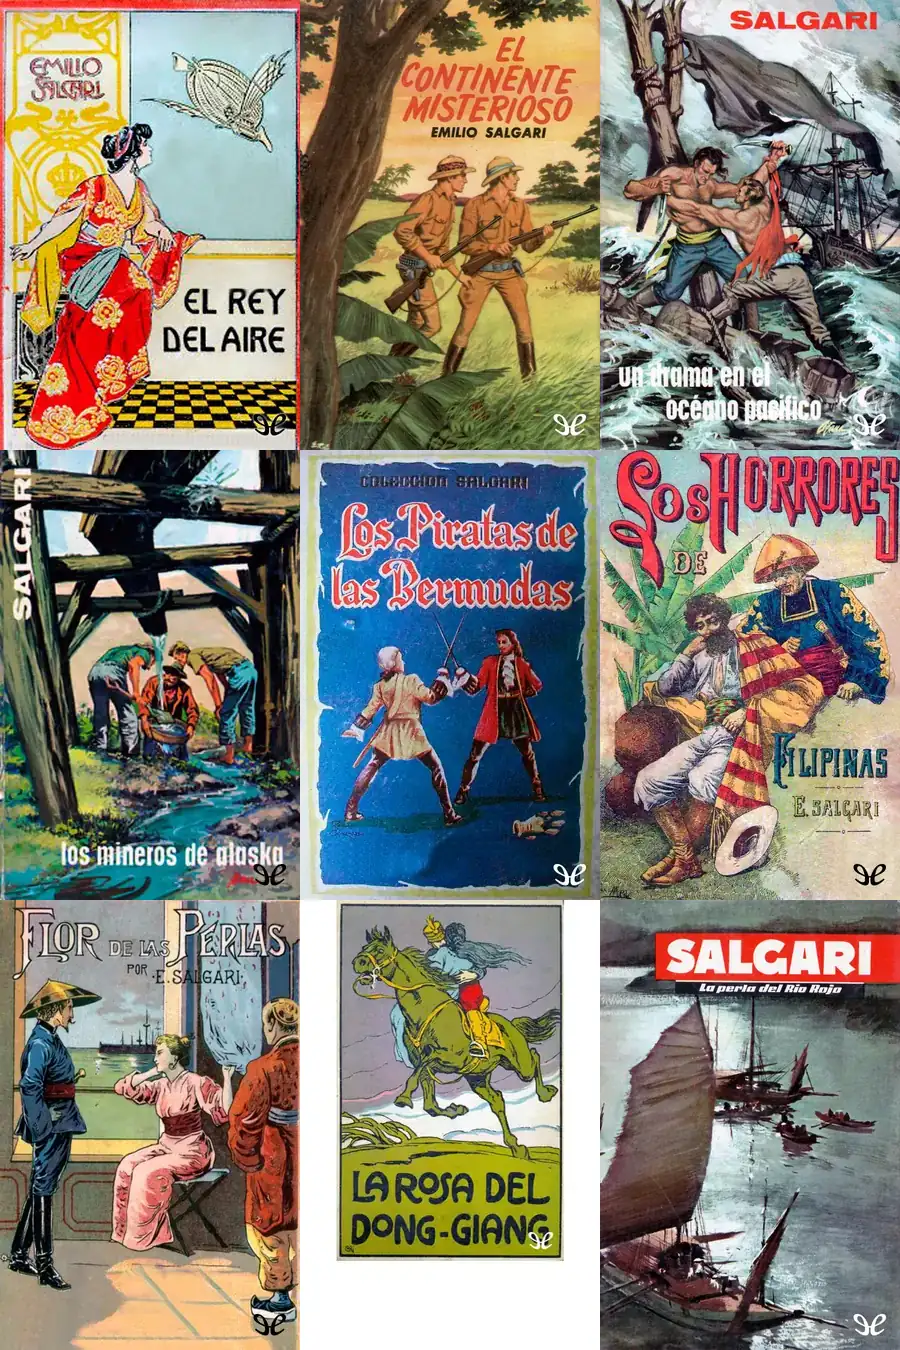 EMILIO
SALGARI
EL REY
DEL AIRE
EL
CONTINENTE
MISTERIOSO
EMILIO SALGARI
SALGARI
un drama en el
océano pacífico
SALGARI
los mineros de alaska
COLECCION SALGARI
Los Piratas de
las Bermudas
LOS HORRORES
DE
FILIPINAS
E. SALGARI
FLOR DE LAS PERLAS
POR E. SALGARI
LA ROSA DEL
DONG-GIANG
SALGARI
La perla del Río Rojo